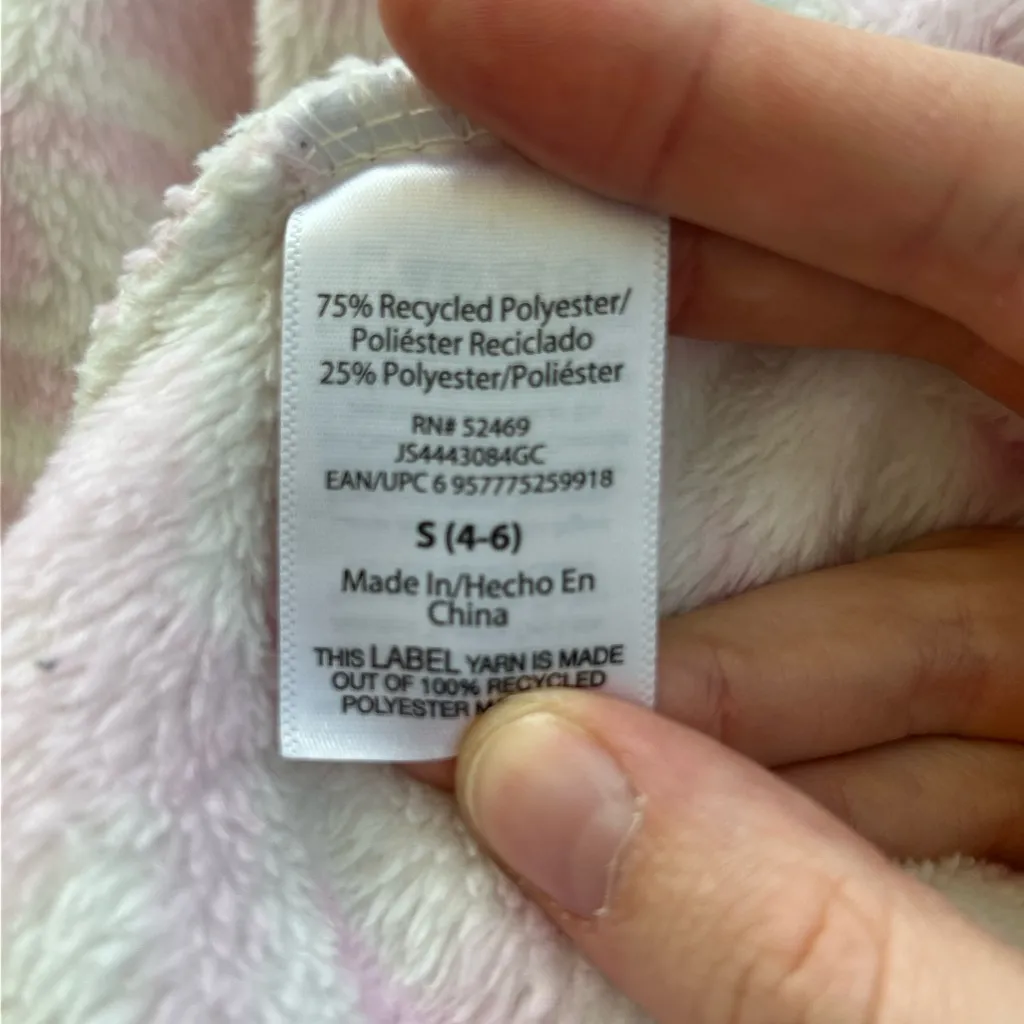 75% Recycled Polyester/
Poliéster Reciclado
25% Polyester/Poliéster
RN# 52469
JS4443084GC
EAN/UPC 6 957775259918
S (4-6)
Made In/Hecho En
China
THIS LABEL YARN IS MADE
OUT OF 100% RECYCLED
POLYESTER